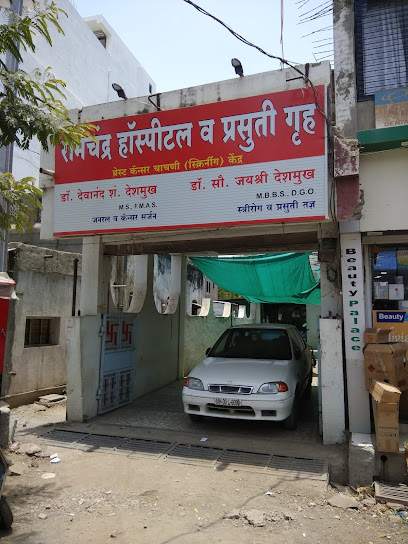 रामचंद्र हॉस्पीटल व प्रसुती गृह
ब्रेस्ट कॅन्सर चाचणी (स्क्रिनींग) केंद्र
डॉ. देवानंद शं. देशमुख
M.S., F.M.A.S.
जनरल व कॅन्सर सर्जन
डॉ. सौ. जयश्री देशमुख
M.B.B.S., D.G.O.
स्त्रीरोग व प्रसुती तज्ञ
Beauty Palace
Beauty